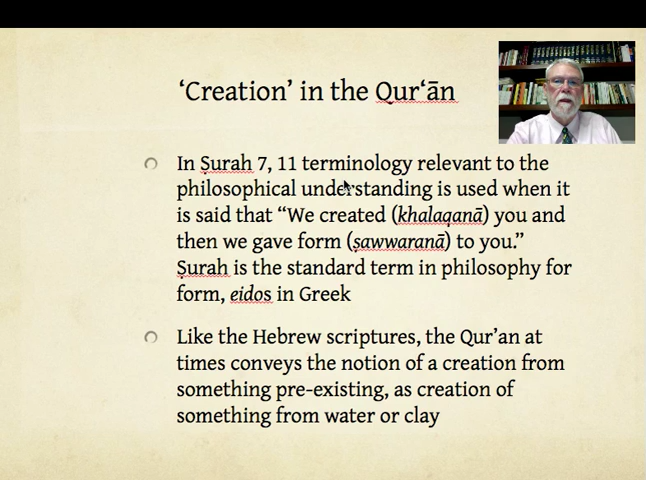 ‘Creation’ in the Qur‘ān
In Ṣurah 7, 11 terminology relevant to the
philosophical understanding is used when it
is said that “We created (khalaqanā) you and
then we gave form (ṣawwaranā) to you.”
Ṣurah is the standard term in philosophy for
form, eidos in Greek
Like the Hebrew scriptures, the Qur’an at
times conveys the notion of a creation from
something pre-existing, as creation of
something from water or clay